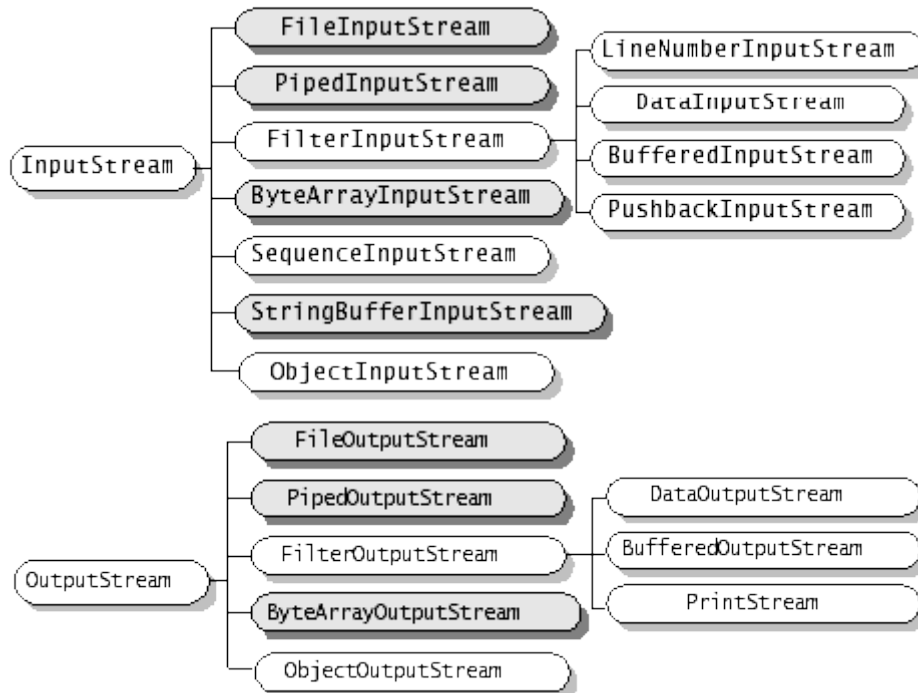 FileInputStream
LineNumberInputStream
PipedInputStream
DataInputStream
FilterInputStream
InputStream
BufferedInputStream
ByteArrayInputStream
PushbackInputStream
SequenceInputStream
StringBufferInputStream
ObjectInputStream
FileOutputStream
PipedOutputStream
DataOutputStream
FilterOutputStream
BufferedOutputStream
OutputStream
PrintStream
ByteArrayOutputStream
ObjectOutputStream